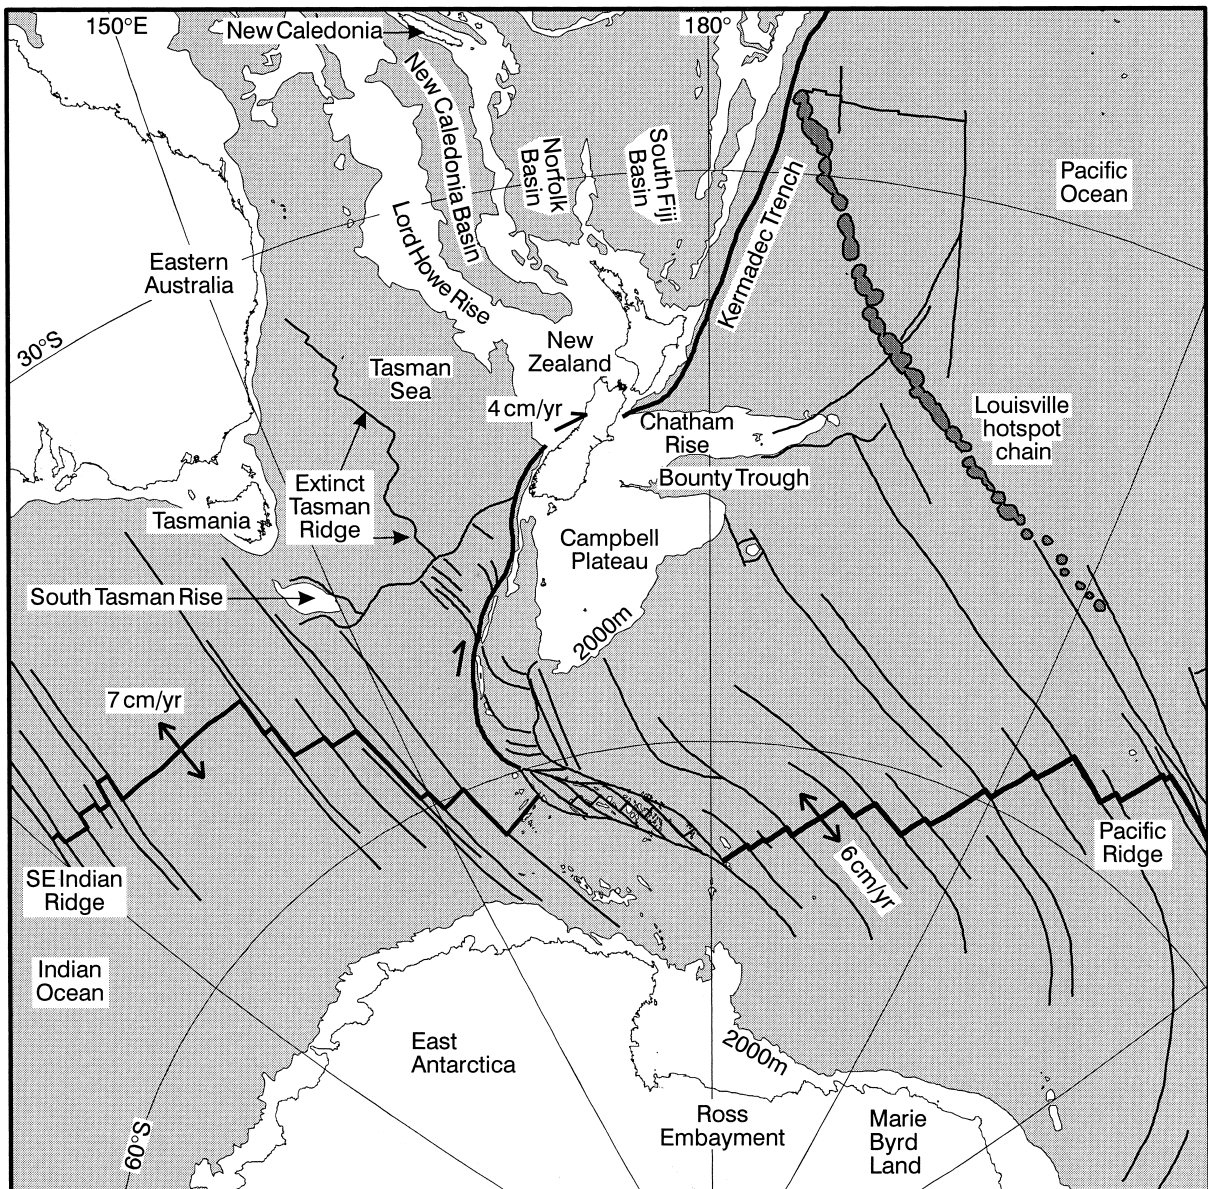 150°E
New Caledonia
180°
New Caledonia Basin
Norfolk
Basin
South Fiji
Basin
Pacific
Ocean
Kermadec Trench
Lord Howe Rise
Eastern
Australia
30°S
New
Zealand
Tasman
Sea
4 cm/yr
Chatham
Rise
Louisville
hotspot
chain
Bounty Trough
Extinct
Tasman
Ridge
Tasmania
Campbell
Plateau
South Tasman Rise
2000m
7 cm/yr
Pacific
Ridge
6 cm/yr
SE Indian
Ridge
Indian
Ocean
East
Antarctica
2000m
Ross
Embayment
Marie
Byrd
Land
60°S